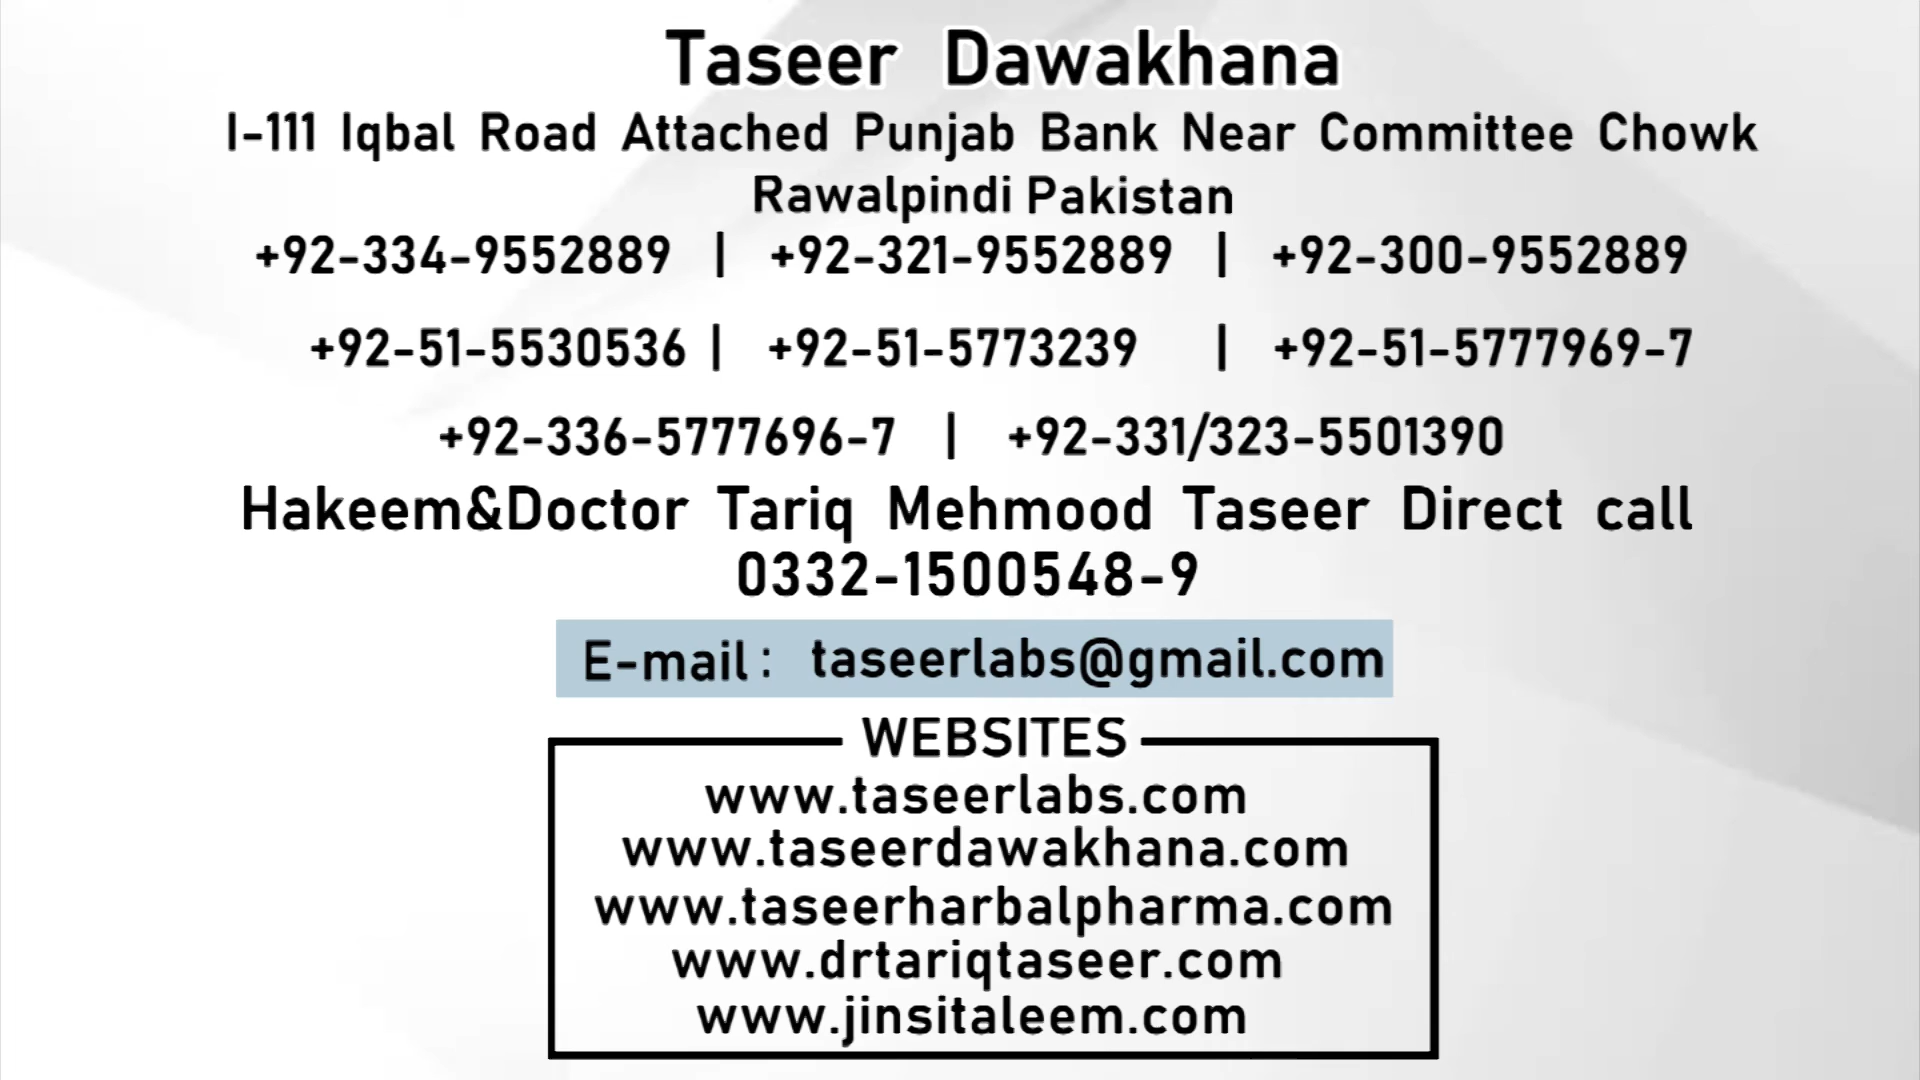 Taseer Dawakhana
I-111 Iqbal Road Attached Punjab Bank Near Committee Chowk
Rawalpindi Pakistan
+92-334-9552889 | +92-321-9552889 | +92-300-9552889
+92-51-5530536 | +92-51-5773239 | +92-51-5777969-7
+92-336-5777696-7 | +92-331/323-5501390
Hakeem&Doctor Tariq Mehmood Taseer Direct call
0332-1500548-9
E-mail : taseerlabs@gmail.com
WEBSITES
www.taseerlabs.com
www.taseerdawakhana.com
www.taseerharbalpharma.com
www.drtariqtaseer.com
www.jinsitaleem.com